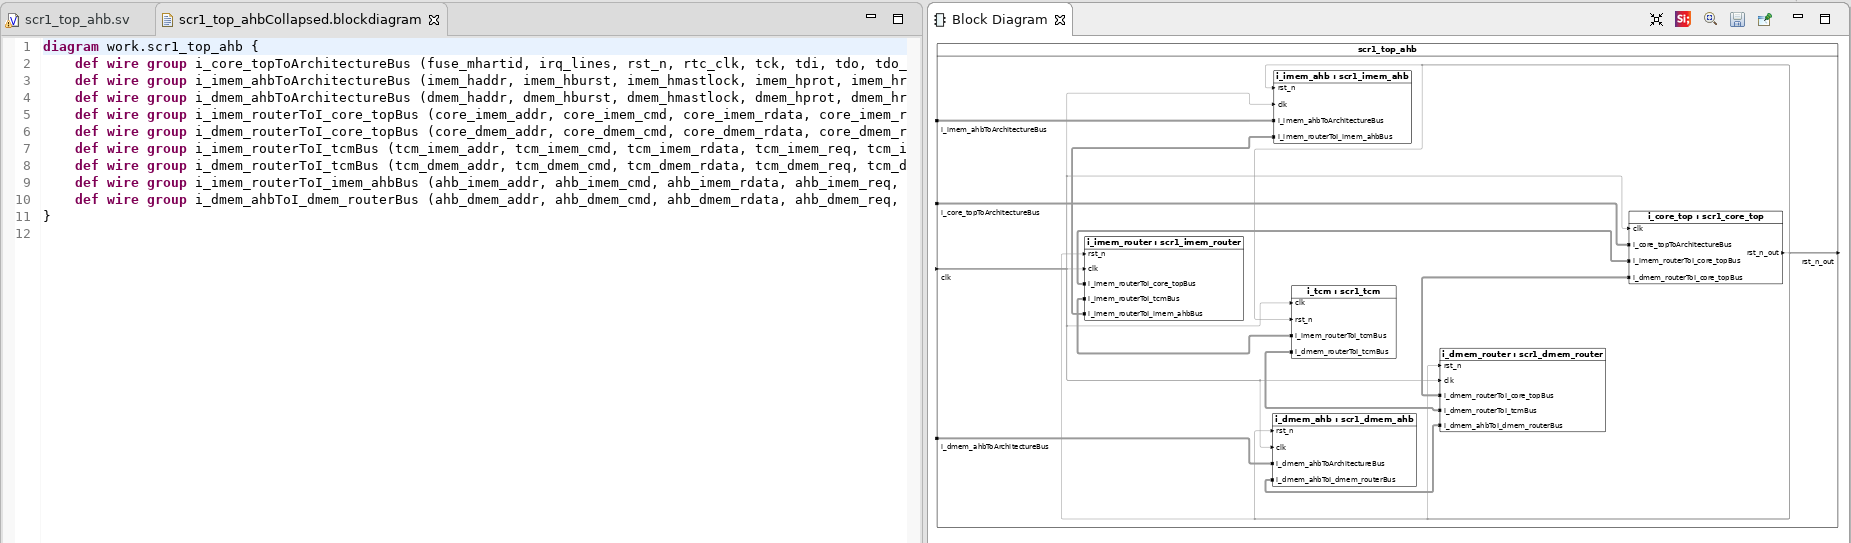 scr1_top_ahb.sv
scr1_top_ahbCollapsed.blockdiagram
1 diagram work.scr1_top_ahb {
2 def wire group i_core_topToArchitectureBus (fuse_mhartid, irq_lines, rst_n, rtc_clk, tck, tdi, tdo, tdo_
3 def wire group i_imem_ahbToArchitectureBus (imem_haddr, imem_hburst, imem_hmastlock, imem_hprot, imem_hr
4 def wire group i_dmem_ahbToArchitectureBus (dmem_haddr, dmem_hburst, dmem_hmastlock, dmem_hprot, dmem_hr
5 def wire group i_imem_routerToI_core_topBus (core_imem_addr, core_imem_cmd, core_imem_rdata, core_imem_r
6 def wire group i_dmem_routerToI_core_topBus (core_dmem_addr, core_dmem_cmd, core_dmem_rdata, core_dmem_r
7 def wire group i_imem_routerToI_tcmBus (tcm_imem_addr, tcm_imem_cmd, tcm_imem_rdata, tcm_imem_req, tcm_i
8 def wire group i_dmem_routerToI_tcmBus (tcm_dmem_addr, tcm_dmem_cmd, tcm_dmem_rdata, tcm_dmem_req, tcm_d
9 def wire group i_imem_routerToI_imem_ahbBus (ahb_imem_addr, ahb_imem_cmd, ahb_imem_rdata, ahb_imem_req,
10 def wire group i_dmem_ahbToI_dmem_routerBus (ahb_dmem_addr, ahb_dmem_cmd, ahb_dmem_rdata, ahb_dmem_req,
11 }
12
Block Diagram
Si:
scr1_top_ahb
i_imem_ahb : scr1_imem_ahb
rst_n
clk
i_imem_ahbToArchitectureBus
i_imem_routerToI_imem_ahbBus
i_imem_ahbToArchitectureBus
i_core_topToArchitectureBus
i_core_top : scr1_core_top
clk
i_core_topToArchitectureBus
rst_n_out
i_imem_routerToI_core_topBus
i_dmem_routerToI_core_topBus
rst_n_out
i_imem_router : scr1_imem_router
rst_n
clk
i_imem_routerToI_core_topBus
i_imem_routerToI_tcmBus
i_imem_routerToI_imem_ahbBus
clk
i_tcm : scr1_tcm
clk
rst_n
i_imem_routerToI_tcmBus
i_dmem_routerToI_tcmBus
i_dmem_router : scr1_dmem_router
rst_n
clk
i_dmem_routerToI_core_topBus
i_dmem_routerToI_tcmBus
i_dmem_ahbToI_dmem_routerBus
i_dmem_ahb : scr1_dmem_ahb
rst_n
clk
i_dmem_ahbToArchitectureBus
i_dmem_ahbToI_dmem_routerBus
i_dmem_ahbToArchitectureBus